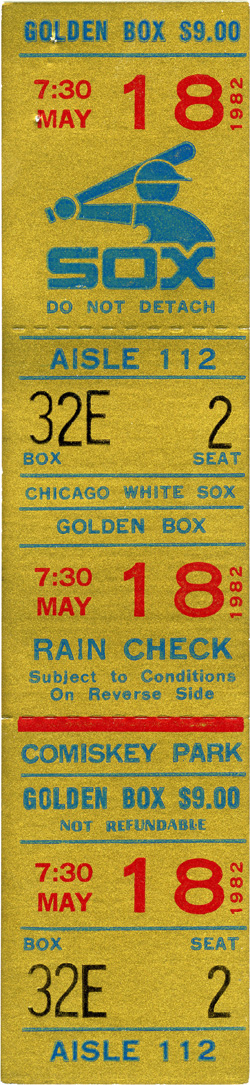 GOLDEN BOX $9.00
7:30 MAY 18 1982
SOX
DO NOT DETACH
AISLE 112
32E 2
BOX SEAT
CHICAGO WHITE SOX
GOLDEN BOX
7:30 MAY 18 1982
RAIN CHECK
Subject to Conditions
On Reverse Side
COMISKEY PARK
GOLDEN BOX $9.00
NOT REFUNDABLE
7:30 MAY 18 1982
BOX SEAT
32E 2
AISLE 112